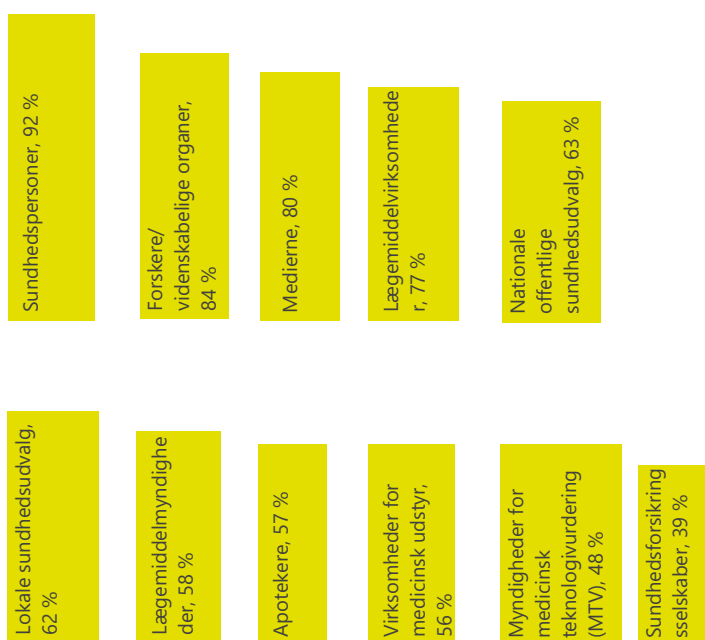 Sundhedspersoner, 92 %
Forskere/
videnskabelige organer,
84 %
Medierne, 80 %
Lægemiddelvirksomhede
r, 77 %
Nationale
offentlige
sundhedsudvalg, 63 %
Lokale sundhedsudvalg,
62 %
Lægemiddelmyndighe
der, 58 %
Apotekere, 57 %
Virksomheder for
medicinsk udstyr,
56 %
Myndigheder for
medicinsk
teknologivurdering
(MTV), 48 %
Sundhedsforsikring
sselskaber, 39 %